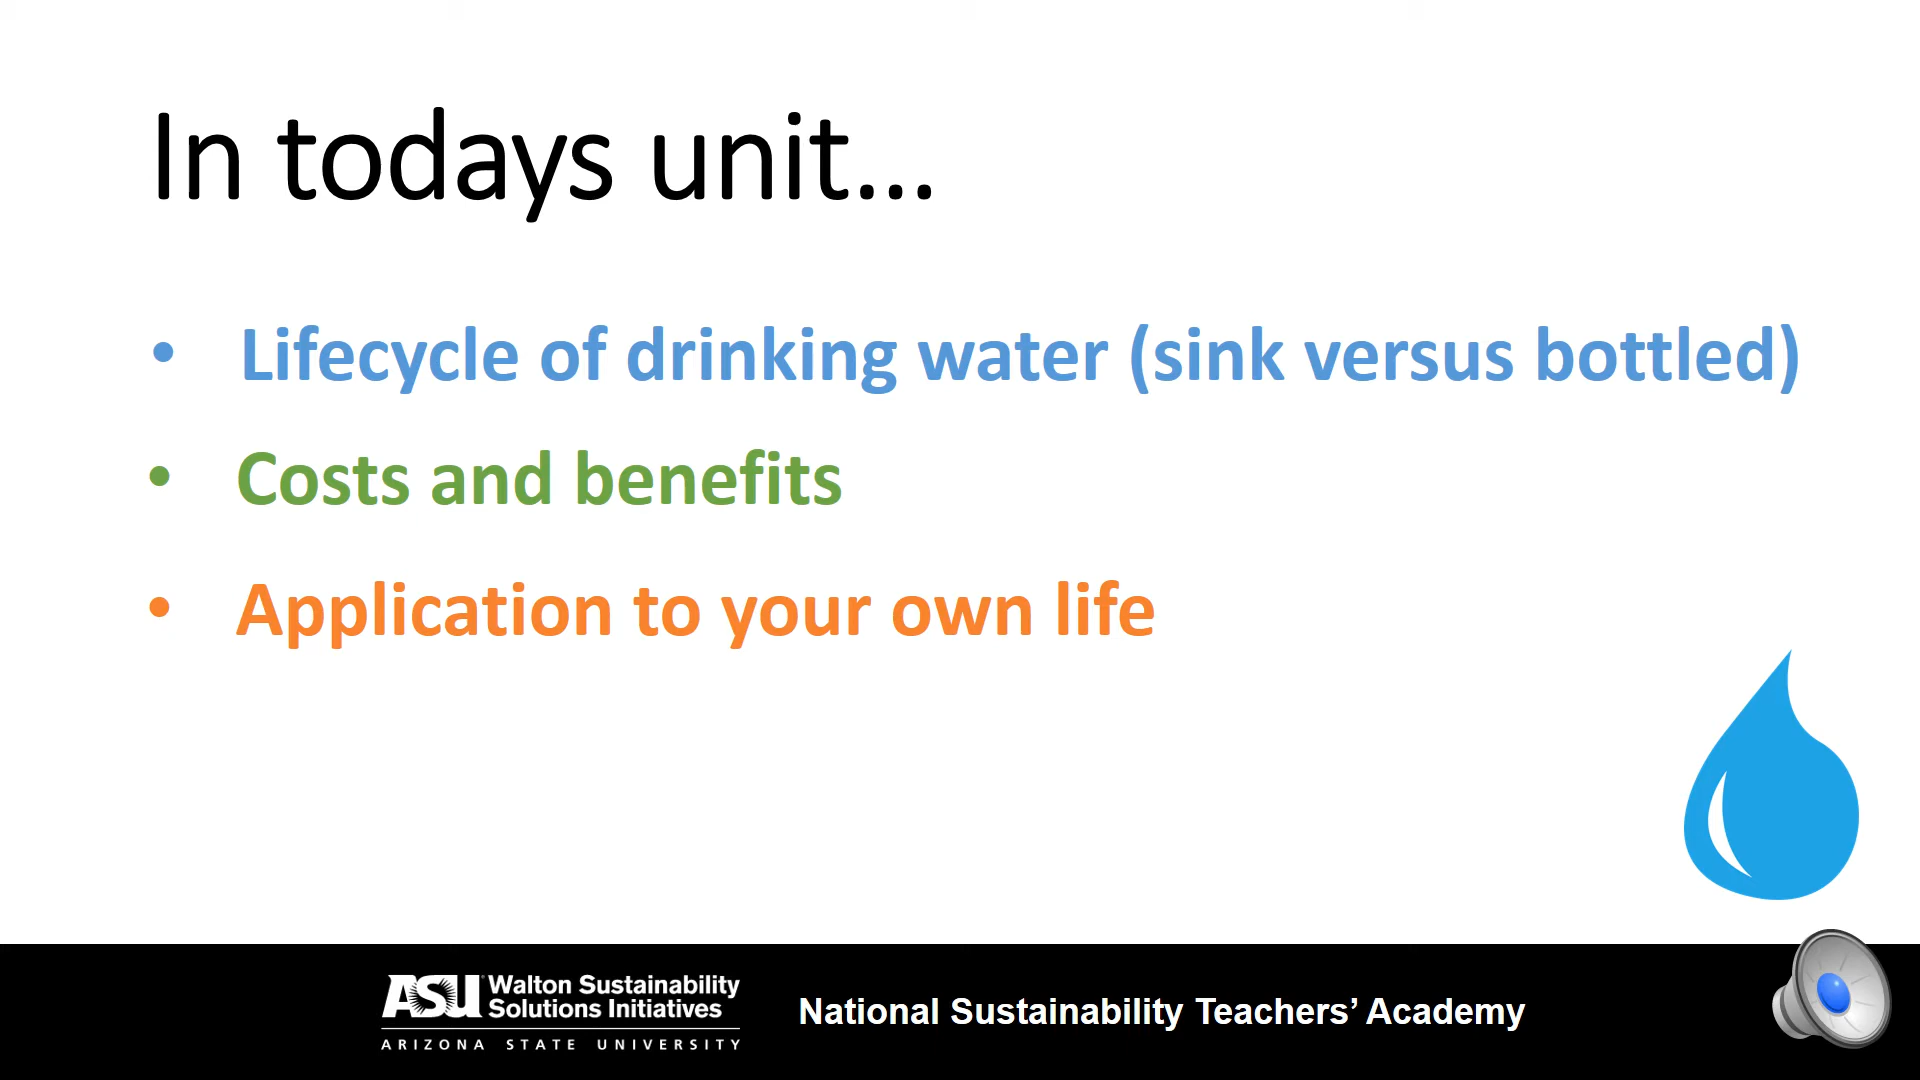 In todays unit...
• Lifecycle of drinking water (sink versus bottled)
• Costs and benefits
• Application to your own life
ASU Walton Sustainability
Solutions Initiatives
ARIZONA STATE UNIVERSITY
National Sustainability Teachers’ Academy